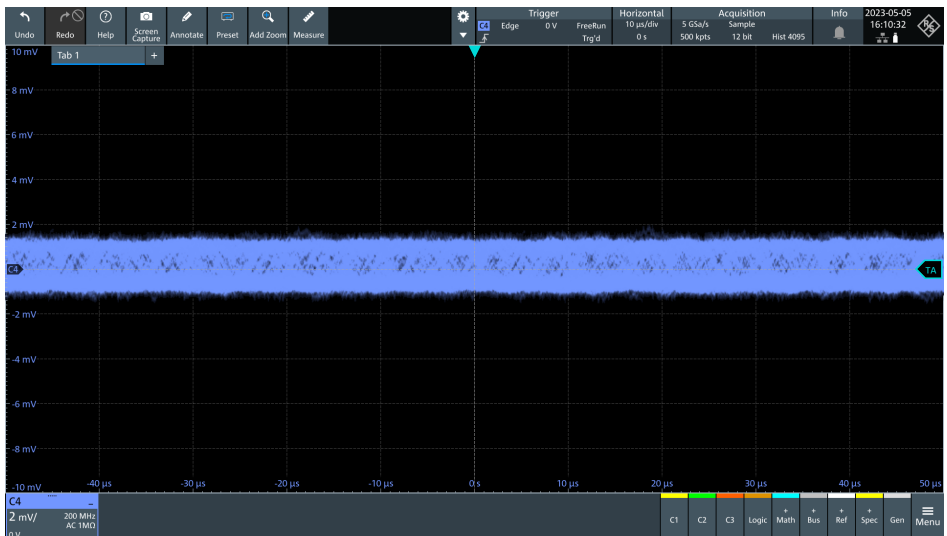 Undo
Redo
Help
Screen
Capture
Annotate
Preset
Add Zoom
Measure
Trigger
C4 Edge 0 V FreeRun
Trg'd
Horizontal
10 µs/div
0 s
Acquisition
5 GSa/s Sample
500 kpts 12 bit Hist 4095
Info
2023-05-05
16:10:32
10 mV
Tab 1 +
8 mV
6 mV
4 mV
2 mV
C4
TA
-2 mV
-4 mV
-6 mV
-8 mV
-10 mV
-40 µs -30 µs -20 µs -10 µs 0 s 10 µs 20 µs 30 µs 40 µs 50 µs
C4
2 mV/ 200 MHz
AC 1MΩ
0 V
C1 C2 C3 Logic
+ Math
+ Bus
+ Ref
+ Spec
Gen
Menu